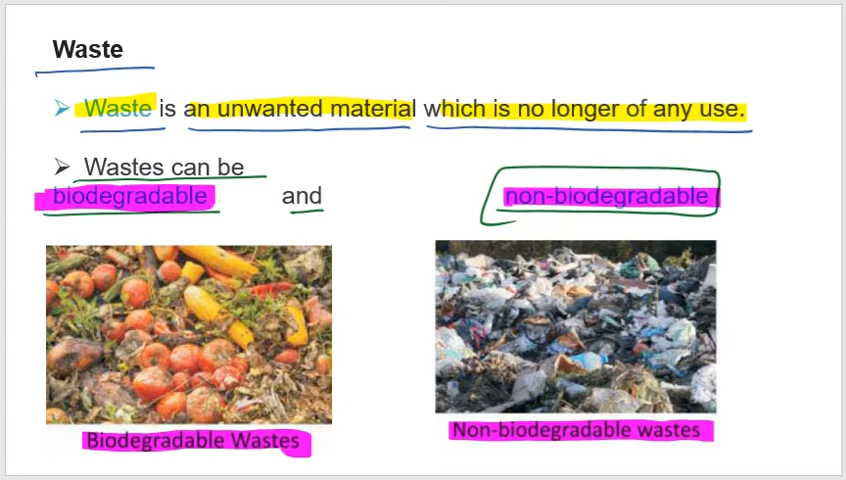 Waste
➢ Waste is an unwanted material which is no longer of any use.
➢ Wastes can be
biodegradable and non-biodegradable
Biodegradable Wastes
Non-biodegradable wastes